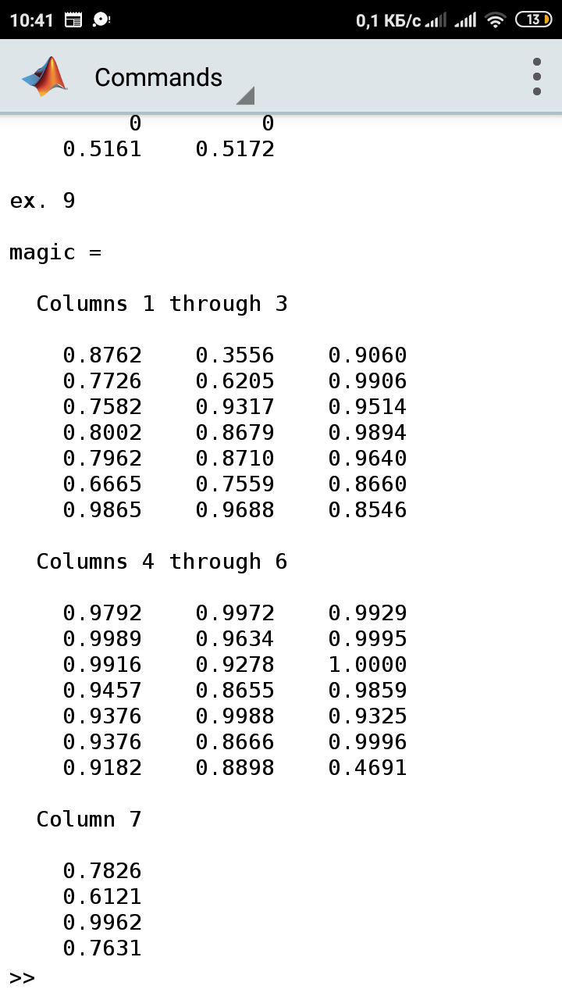 10:41 0,1 КБ/с 13
Commands
0 0
0.5161 0.5172
ex. 9
magic =
Columns 1 through 3
0.8762 0.3556 0.9060
0.7726 0.6205 0.9906
0.7582 0.9317 0.9514
0.8002 0.8679 0.9894
0.7962 0.8710 0.9640
0.6665 0.7559 0.8660
0.9865 0.9688 0.8546
Columns 4 through 6
0.9792 0.9972 0.9929
0.9989 0.9634 0.9995
0.9916 0.9278 1.0000
0.9457 0.8655 0.9859
0.9376 0.9988 0.9325
0.9376 0.8666 0.9996
0.9182 0.8898 0.4691
Column 7
0.7826
0.6121
0.9962
0.7631
>>